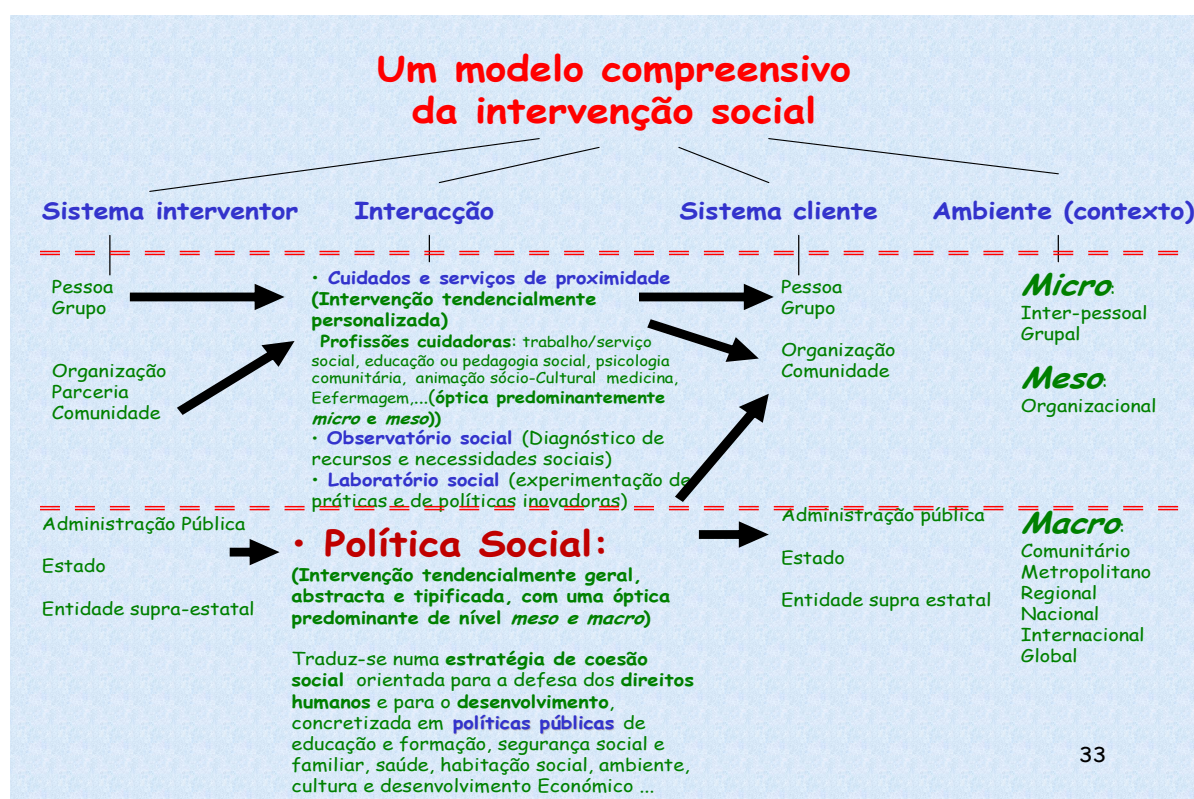 Um modelo compreensivo
da intervenção social
Sistema interventor
Interacção
Sistema cliente
Ambiente (contexto)
Pessoa
Grupo
Organização
Parceria
Comunidade
• Cuidados e serviços de proximidade
(Intervenção tendencialmente
personalizada)
Profissões cuidadoras: trabalho/serviço
social, educação ou pedagogia social, psicologia
comunitária, animação sócio-Cultural medicina,
Eefermagem,...(óptica predominantemente
micro e meso))
• Observatório social (Diagnóstico de
recursos e necessidades sociais)
• Laboratório social (experimentação de
práticas e de políticas inovadoras)
Pessoa
Grupo
Organização
Comunidade
Micro:
Inter-pessoal
Grupal
Meso:
Organizacional
Administração Pública
Estado
Entidade supra-estatal
• Política Social:
(Intervenção tendencialmente geral,
abstracta e tipificada, com uma óptica
predominante de nível meso e macro)
Traduz-se numa estratégia de coesão
social orientada para a defesa dos direitos
humanos e para o desenvolvimento,
concretizada em políticas públicas de
educação e formação, segurança social e
familiar, saúde, habitação social, ambiente,
cultura e desenvolvimento Económico ...
Administração pública
Estado
Entidade supra estatal
Macro:
Comunitário
Metropolitano
Regional
Nacional
Internacional
Global
33